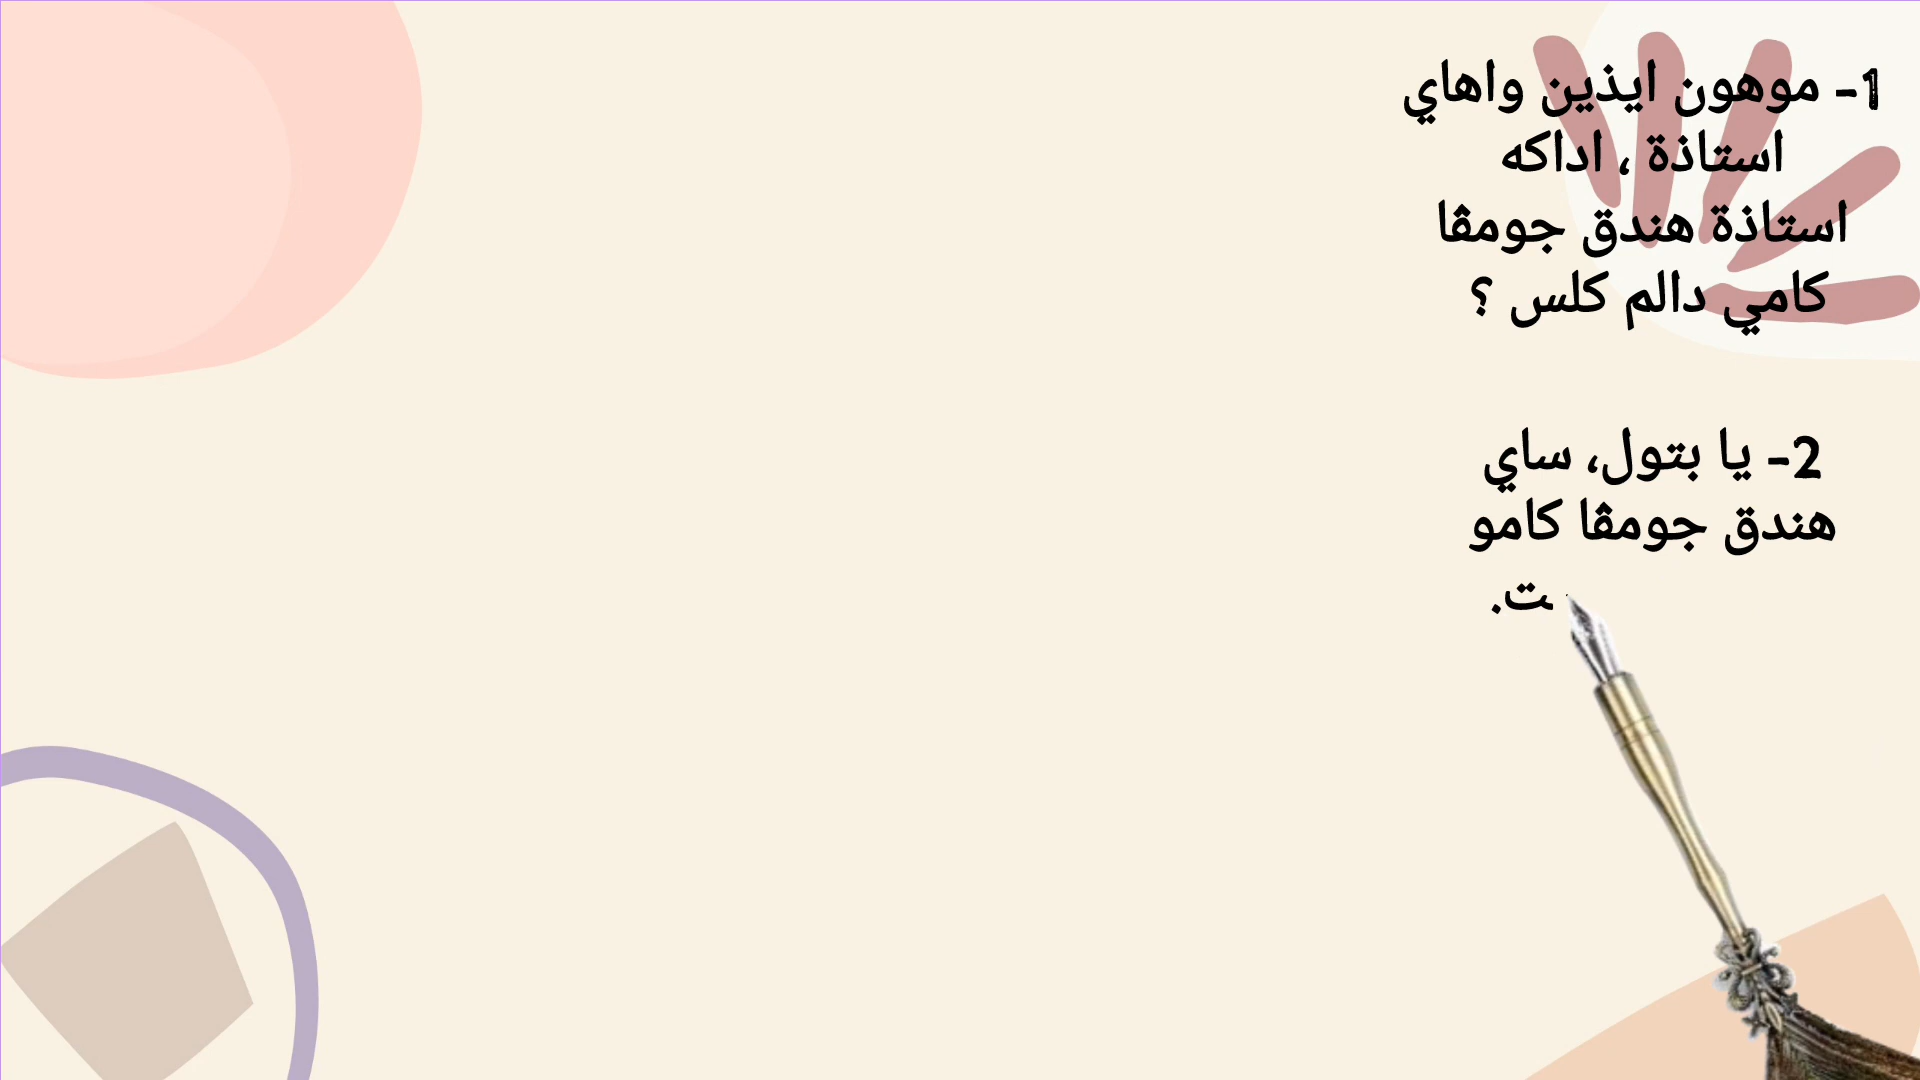 1- موهون ايذين واهاي
استاذة ، اداكه
استاذة هندق جومڤا
كامي دالم كلس ؟
2- يا بتول، ساي
هندق جومڤا كامو